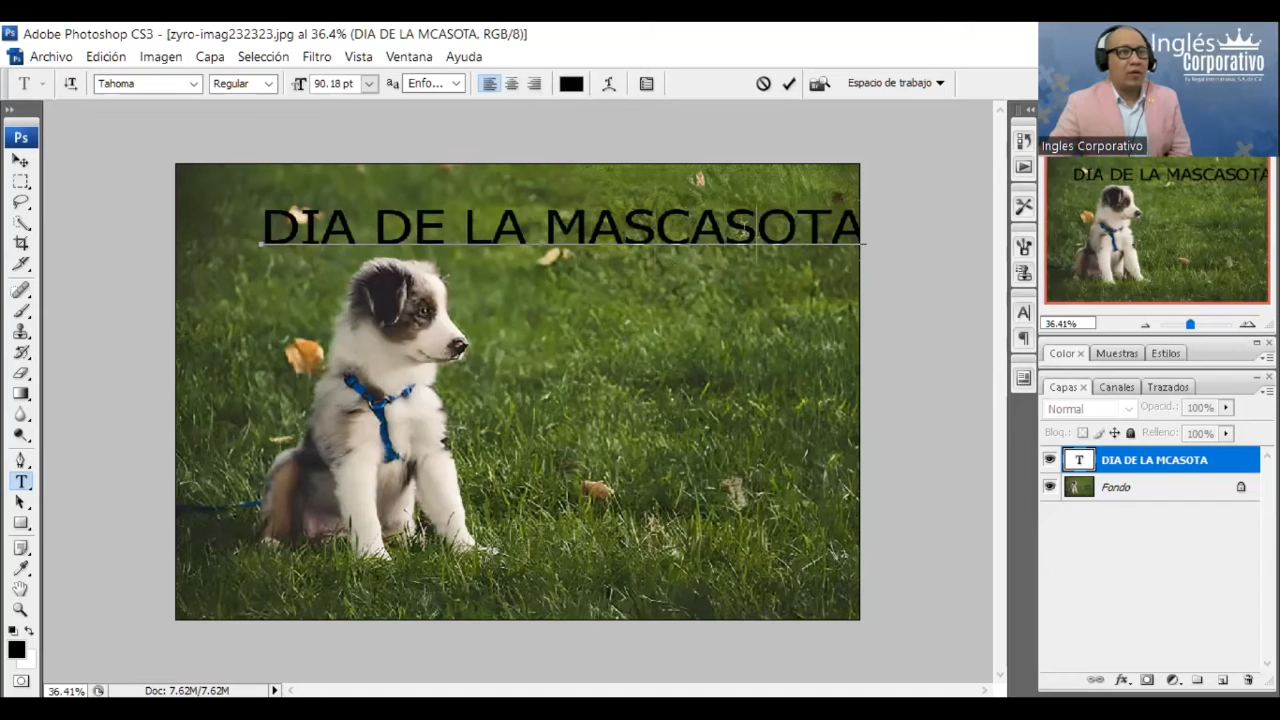 Adobe Photoshop CS3 - [zyro-imag232323.jpg al 36.4% (DIA DE LA MCASOTA, RGB/8)]
Archivo Edición Imagen Capa Selección Filtro Vista Ventana Ayuda
T Tahoma Regular T 90.18 pt aa Enfo... Espacio de trabajo
Inglés
Corporativo
Ingles Corporativo
Ps
DIA DE LA MASCASOTA
DIA DE LA MASCASOTA
36.41%
Color Muestras Estilos
Capas Canales Trazados
Normal Opacid.: 100%
Bloq.: Relleno: 100%
T DIA DE LA MCASOTA
Fondo
T
A
36.41% Doc: 7.62M/7.62M